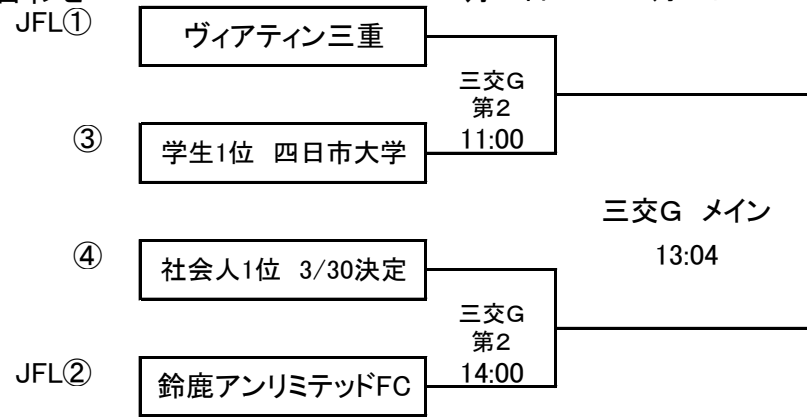 JFL①
ヴィアティン三重
三交G
第2
11:00
③
学生1位 四日市大学
三交G メイン
13:04
④
社会人1位 3/30決定
三交G
第2
14:00
JFL②
鈴鹿アンリミテッドFC